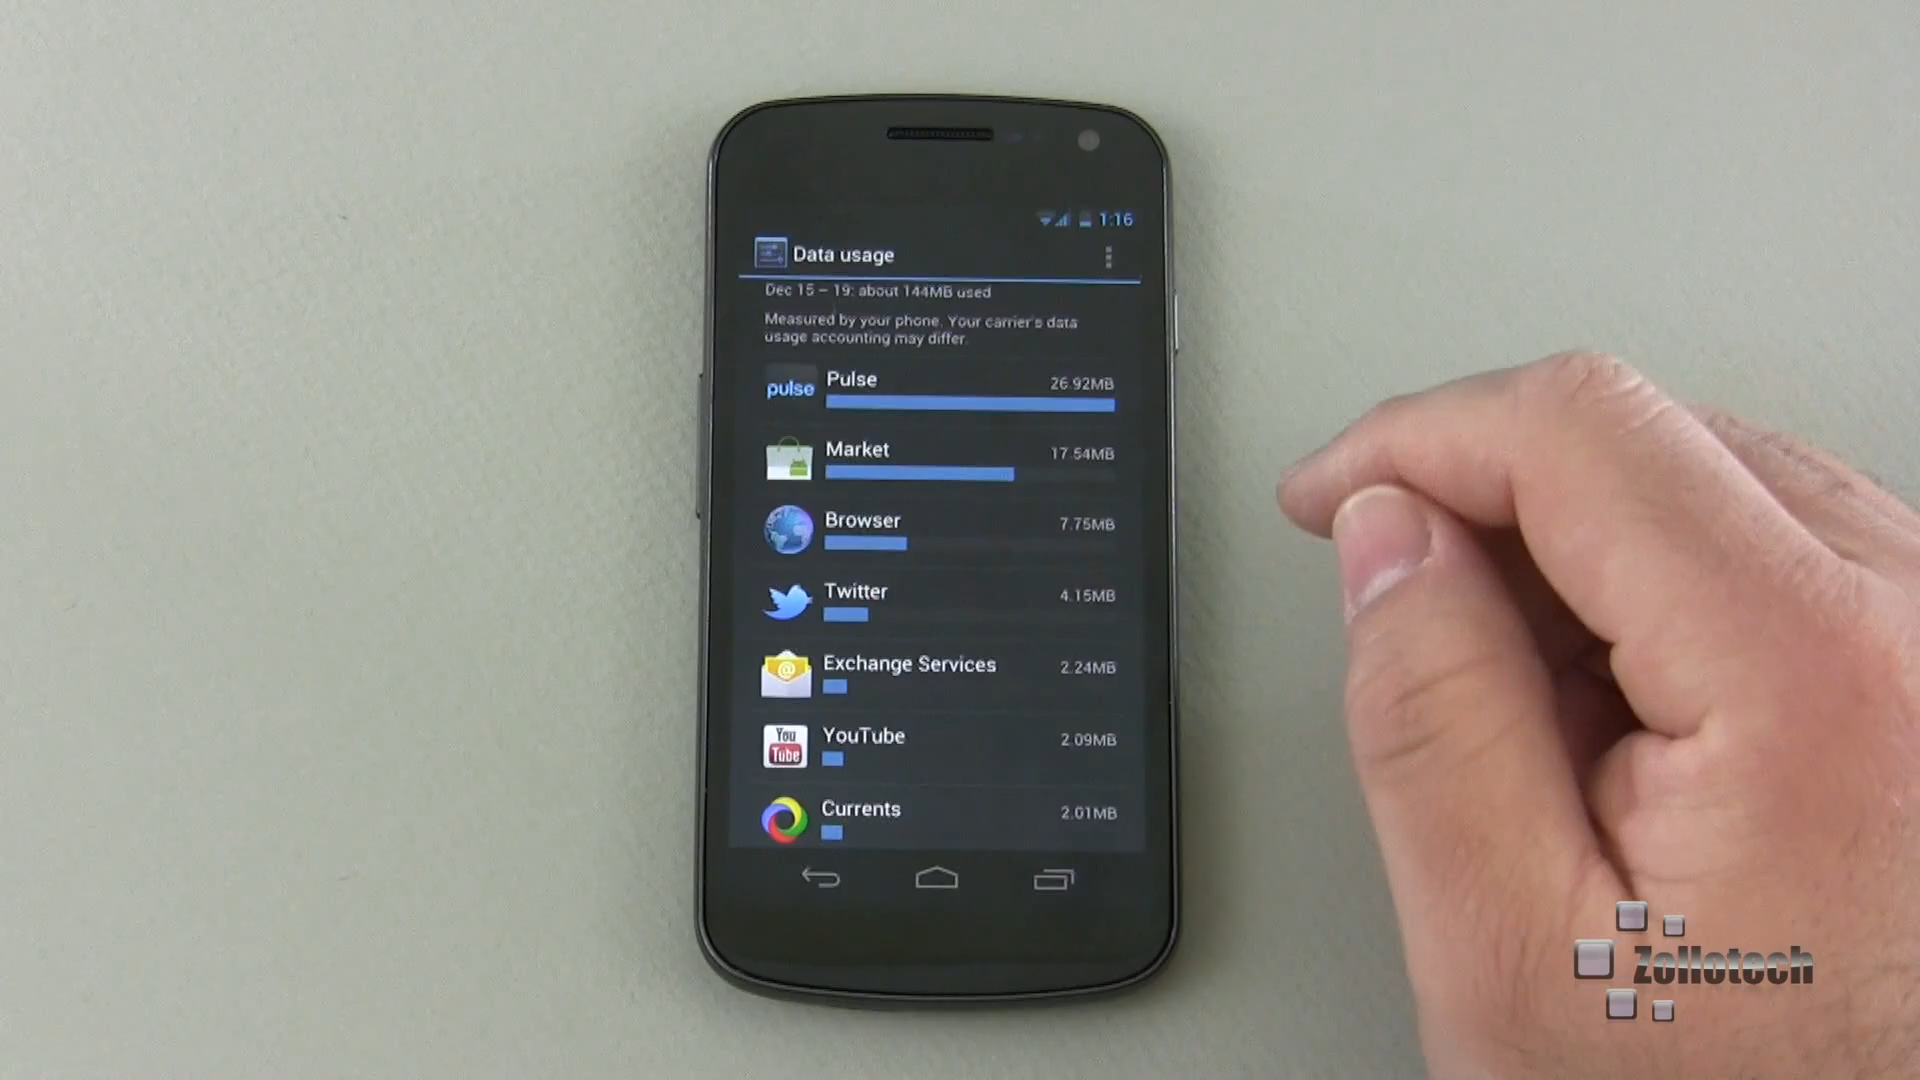 1:16
Data usage
Dec 15 – 19: about 144MB used
Measured by your phone. Your carrier's data
usage accounting may differ.
pulse
Pulse
26.92MB
Market
17.54MB
Browser
7.75MB
Twitter
4.15MB
@
Exchange Services
2.24MB
You
Tube
YouTube
2.09MB
Currents
2.01MB
Zollotech